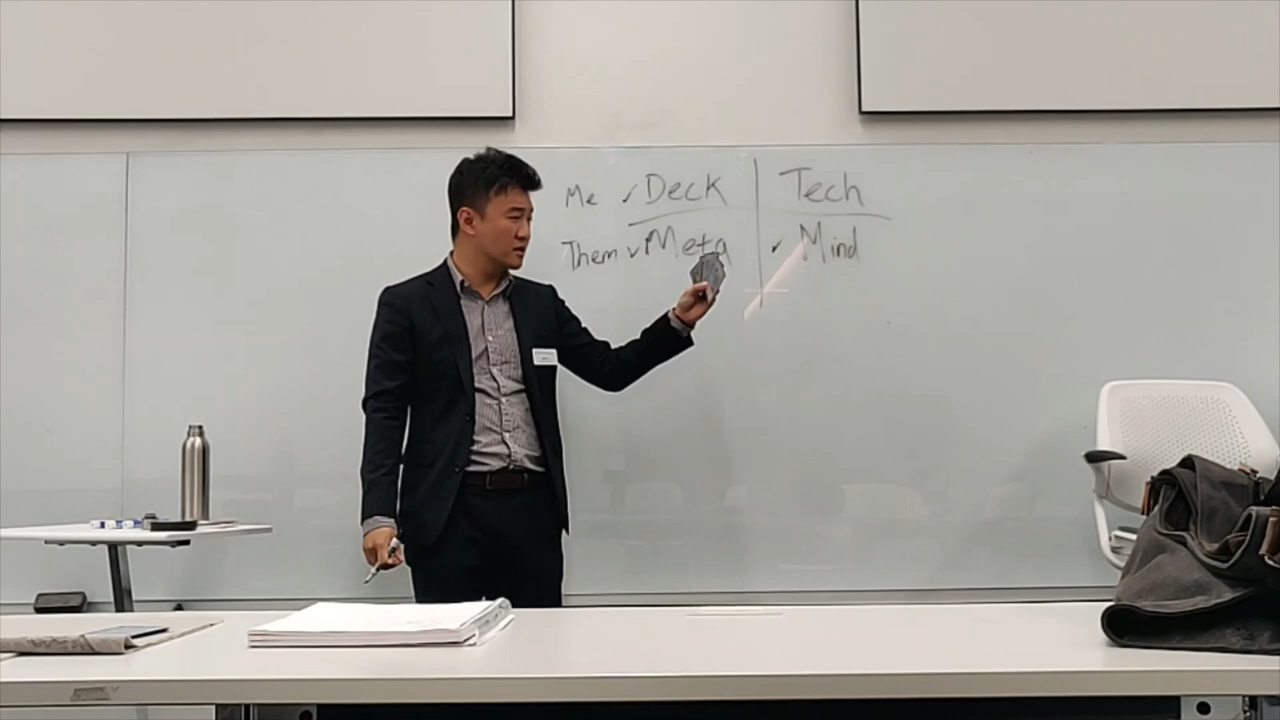 Me ✓ Deck Tech
Them ✓ Meta ✓ Mind